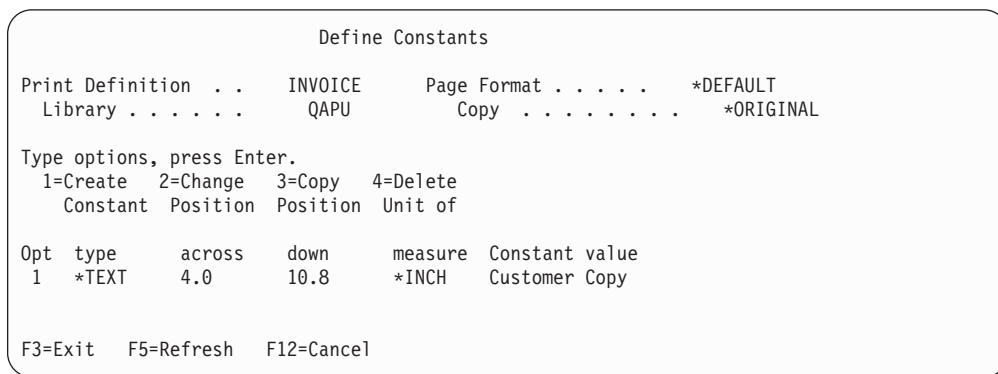 Define Constants
Print Definition . . INVOICE Page Format . . . . . *DEFAULT
Library . . . . . . QAPU Copy . . . . . . . . *ORIGINAL
Type options, press Enter.
1=Create 2=Change 3=Copy 4=Delete
Constant Position Position Unit of
Opt type across down measure Constant value
1 *TEXT 4.0 10.8 *INCH Customer Copy
F3=Exit F5=Refresh F12=Cancel